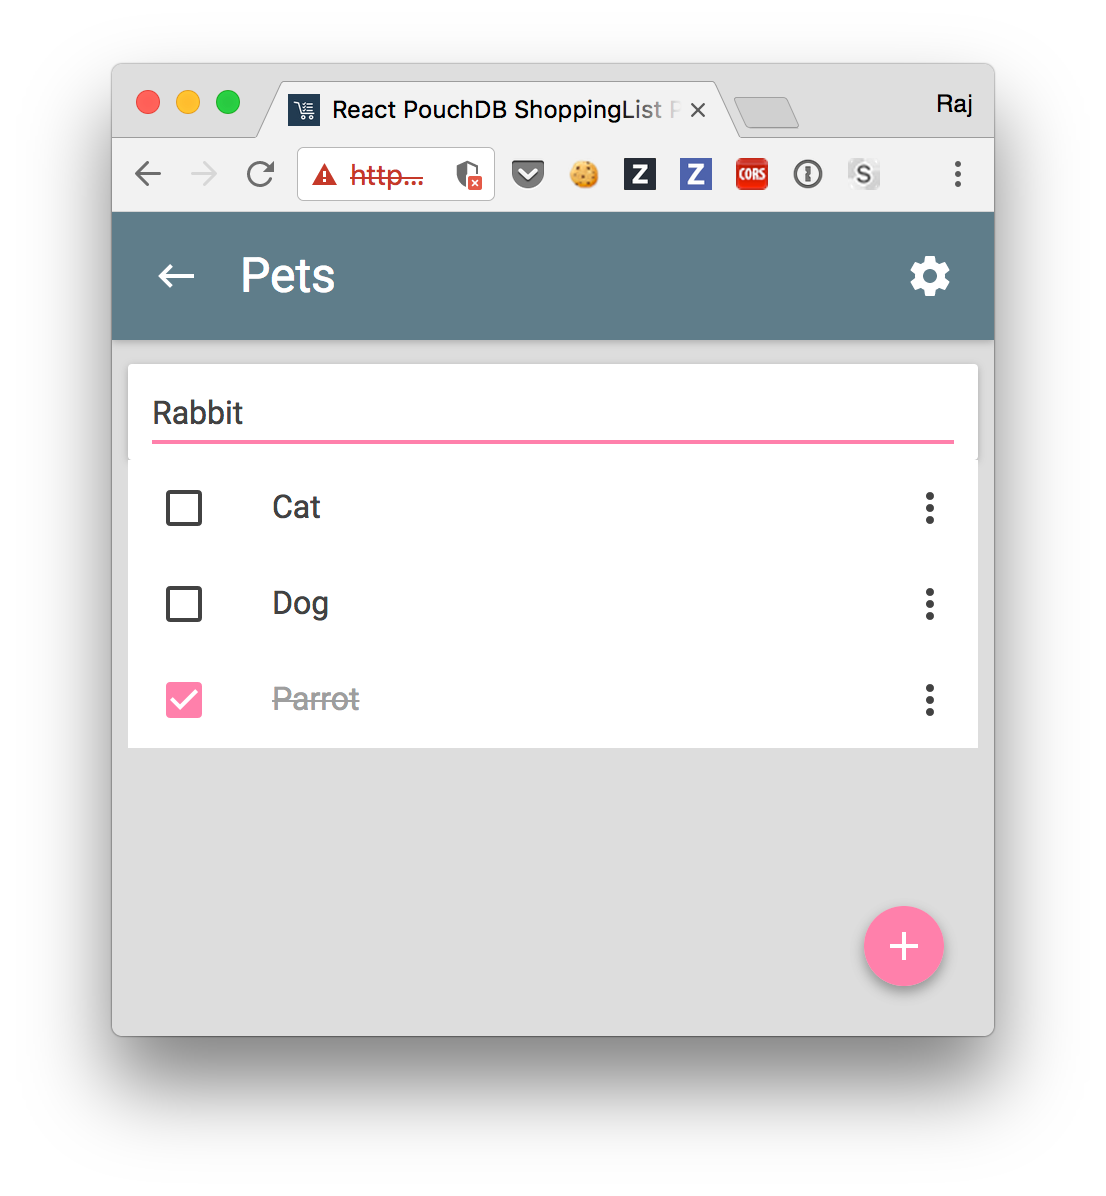 React PouchDB ShoppingList P
Raj
http...
Z
Z
CORS
S
Pets
Rabbit
Cat
Dog
Parrot